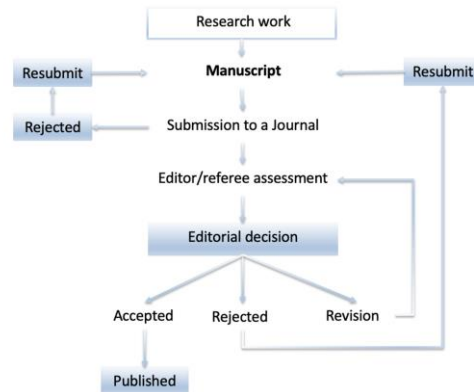 Research work
Resubmit
Manuscript
Resubmit
Rejected
Submission to a Journal
Editor/referee assessment
Editorial decision
Accepted
Rejected
Revision
Published